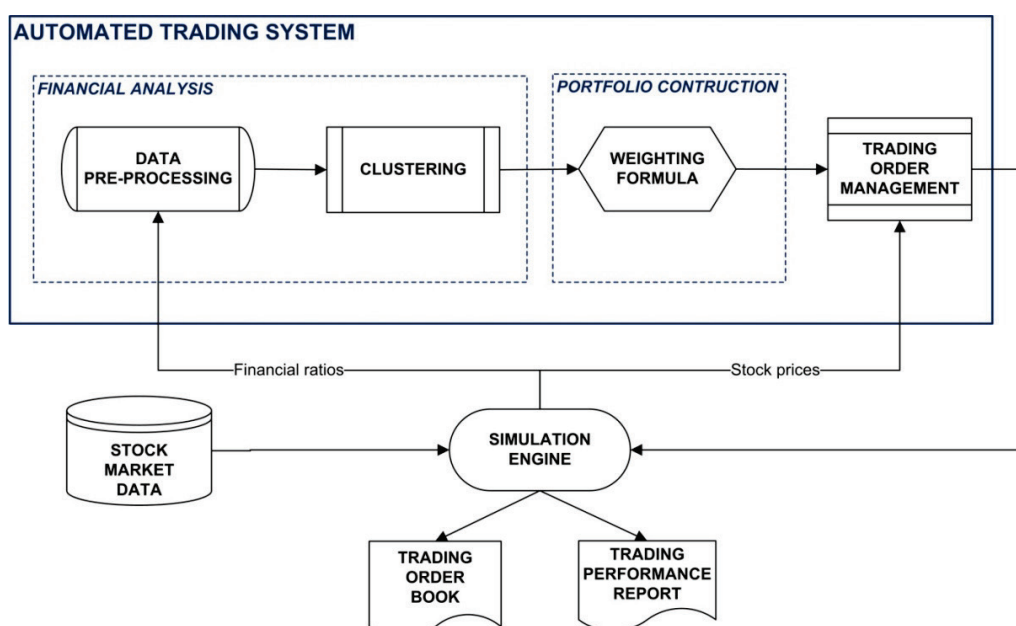 AUTOMATED TRADING SYSTEM
FINANCIAL ANALYSIS
PORTFOLIO CONTRUCTION
DATA
PRE-PROCESSING
CLUSTERING
WEIGHTING
FORMULA
TRADING
ORDER
MANAGEMENT
Financial ratios
Stock prices
STOCK
MARKET
DATA
SIMULATION
ENGINE
TRADING
ORDER
BOOK
TRADING
PERFORMANCE
REPORT